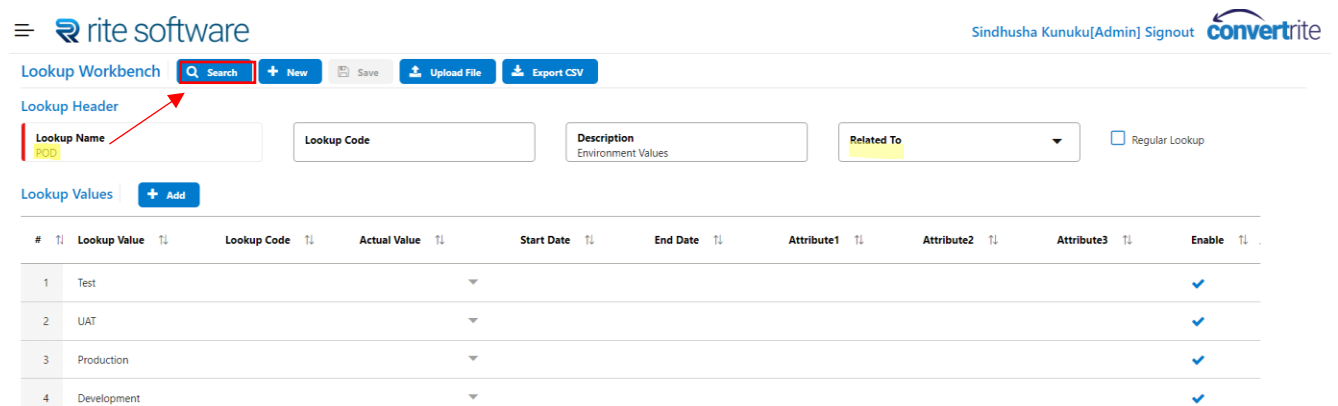 rite software
Sindhusha Kunuku[Admin] Signout
convertrite
Lookup Workbench Search + New Save Upload File Export CSV
Lookup Header
Lookup Name
POD
Lookup Code
Description
Environment Values
Related To
Regular Lookup
Lookup Values + Add
# Lookup Value Lookup Code Actual Value Start Date End Date Attribute1 Attribute2 Attribute3 Enable
1 Test
2 UAT
3 Production
4 Development